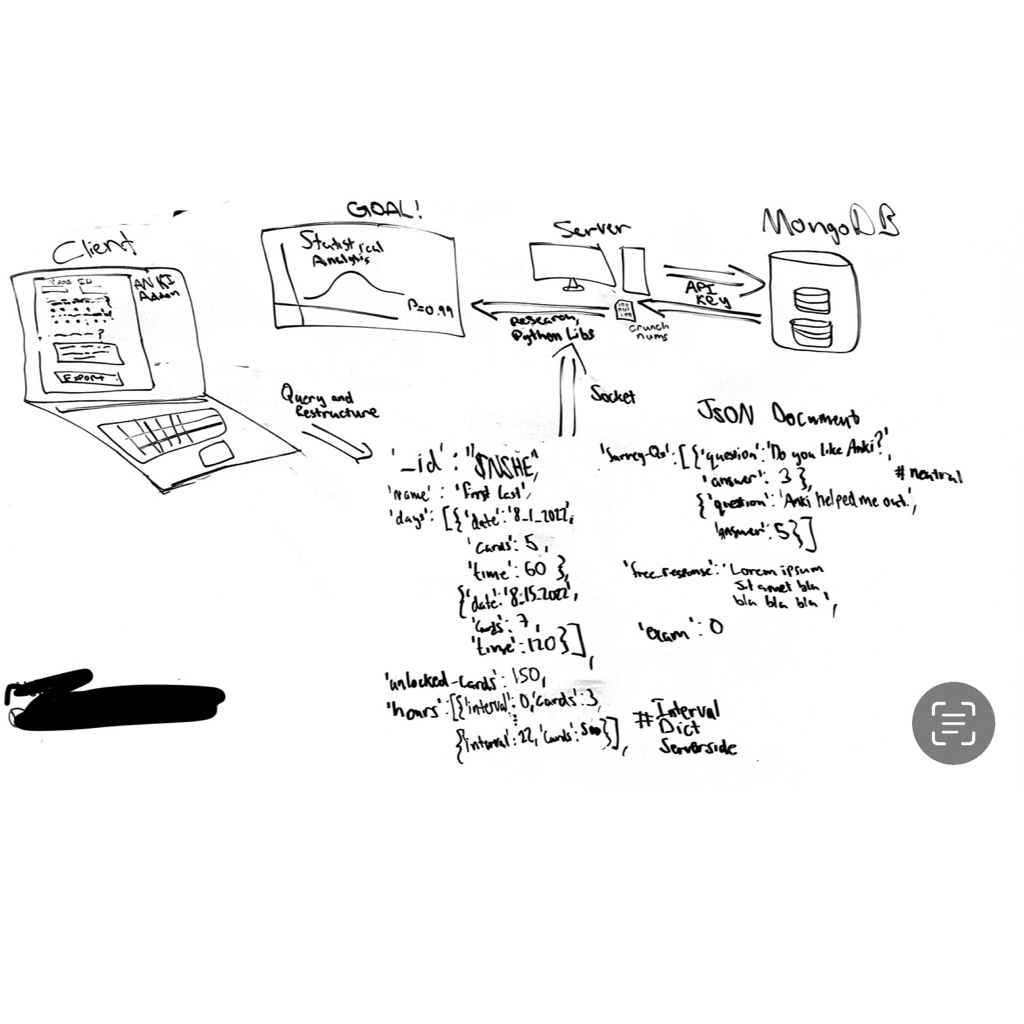 GOAL!
Client
Server
MongoDB
ANKI
Addon
Export
Statistical
Analysis
P=0.99
Research,
Python Libs
crunch
nums
API
Key
Query and
Restructure
Socket
JSON Document
'_id':
'name': 'First Last',
'days': [{'date':'8_1_2022',
'cards': 5,
'time': 60 },
{'date':'8_15_2022',
'cards': 7,
'time': 120}],
'unlocked-cards': 150,
'hours':[{'interval': 0,'cards': 3,
{'interval': 22, 'cards': 500}],
# Interval
Dict
Serverside
'Survey-Qs': [{'question': 'Do you like Anki?',
'answer': 3 }, # neutral
{'question': 'Anki helped me out.',
'answer': 5}]
'free_response': 'Lorem ipsum
sit amet bla
bla bla bla',
'exam': 0